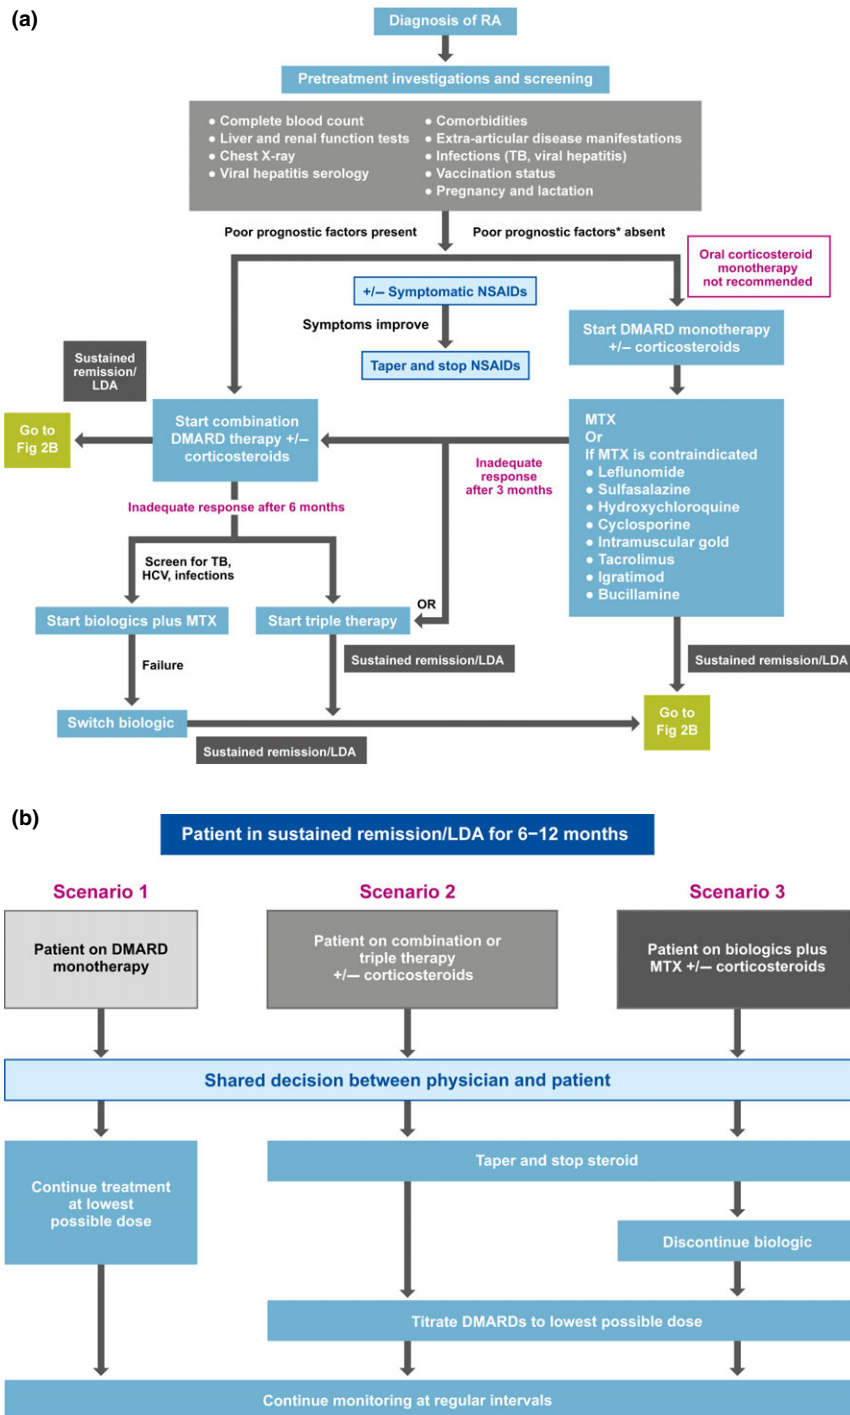 (a)
Diagnosis of RA
Pretreatment investigations and screening
● Complete blood count
● Liver and renal function tests
● Chest X-ray
● Viral hepatitis serology
● Comorbidities
● Extra-articular disease manifestations
● Infections (TB, viral hepatitis)
● Vaccination status
● Pregnancy and lactation
Poor prognostic factors present
Poor prognostic factors* absent
Oral corticosteroid
monotherapy
not recommended
+/– Symptomatic NSAIDs
Symptoms improve
Taper and stop NSAIDs
Start DMARD monotherapy
+/– corticosteroids
Sustained
remission/
LDA
Go to
Fig 2B
Start combination
DMARD therapy +/–
corticosteroids
Inadequate
response
after 3 months
MTX
Or
If MTX is contraindicated
● Leflunomide
● Sulfasalazine
● Hydroxychloroquine
● Cyclosporine
● Intramuscular gold
● Tacrolimus
● Igratimod
● Bucillamine
Inadequate response after 6 months
Screen for TB,
HCV, infections
OR
Start biologics plus MTX
Start triple therapy
Failure
Sustained remission/LDA
Sustained remission/LDA
Switch biologic
Sustained remission/LDA
Go to
Fig 2B
(b)
Patient in sustained remission/LDA for 6–12 months
Scenario 1
Scenario 2
Scenario 3
Patient on DMARD
monotherapy
Patient on combination or
triple therapy
+/– corticosteroids
Patient on biologics plus
MTX +/– corticosteroids
Shared decision between physician and patient
Continue treatment
at lowest
possible dose
Taper and stop steroid
Discontinue biologic
Titrate DMARDs to lowest possible dose
Continue monitoring at regular intervals